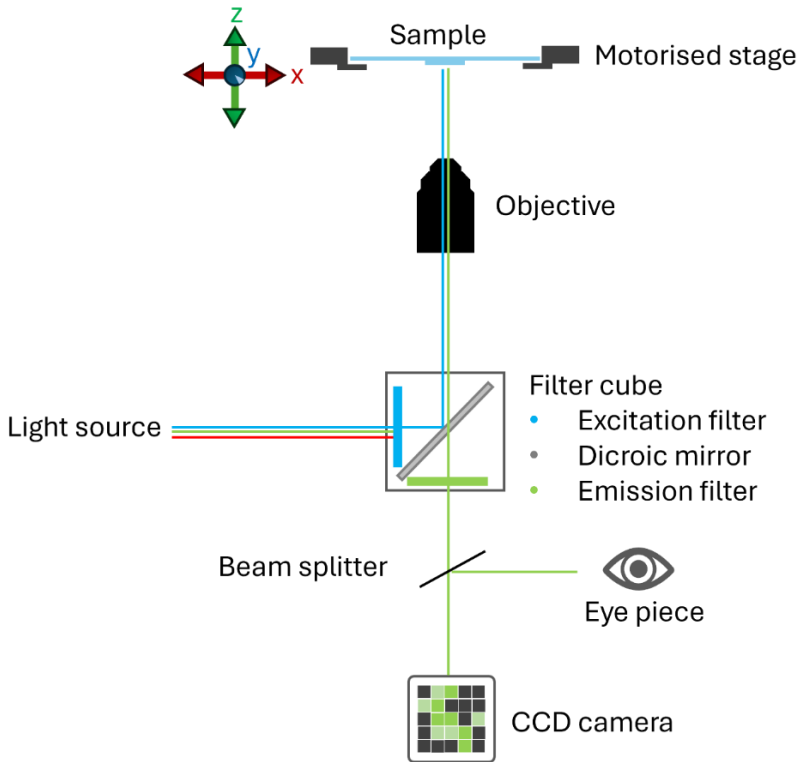 Sample
z
y
x
Motorised stage
Objective
Filter cube
Light source
• Excitation filter
• Dicroic mirror
• Emission filter
Beam splitter
Eye piece
CCD camera